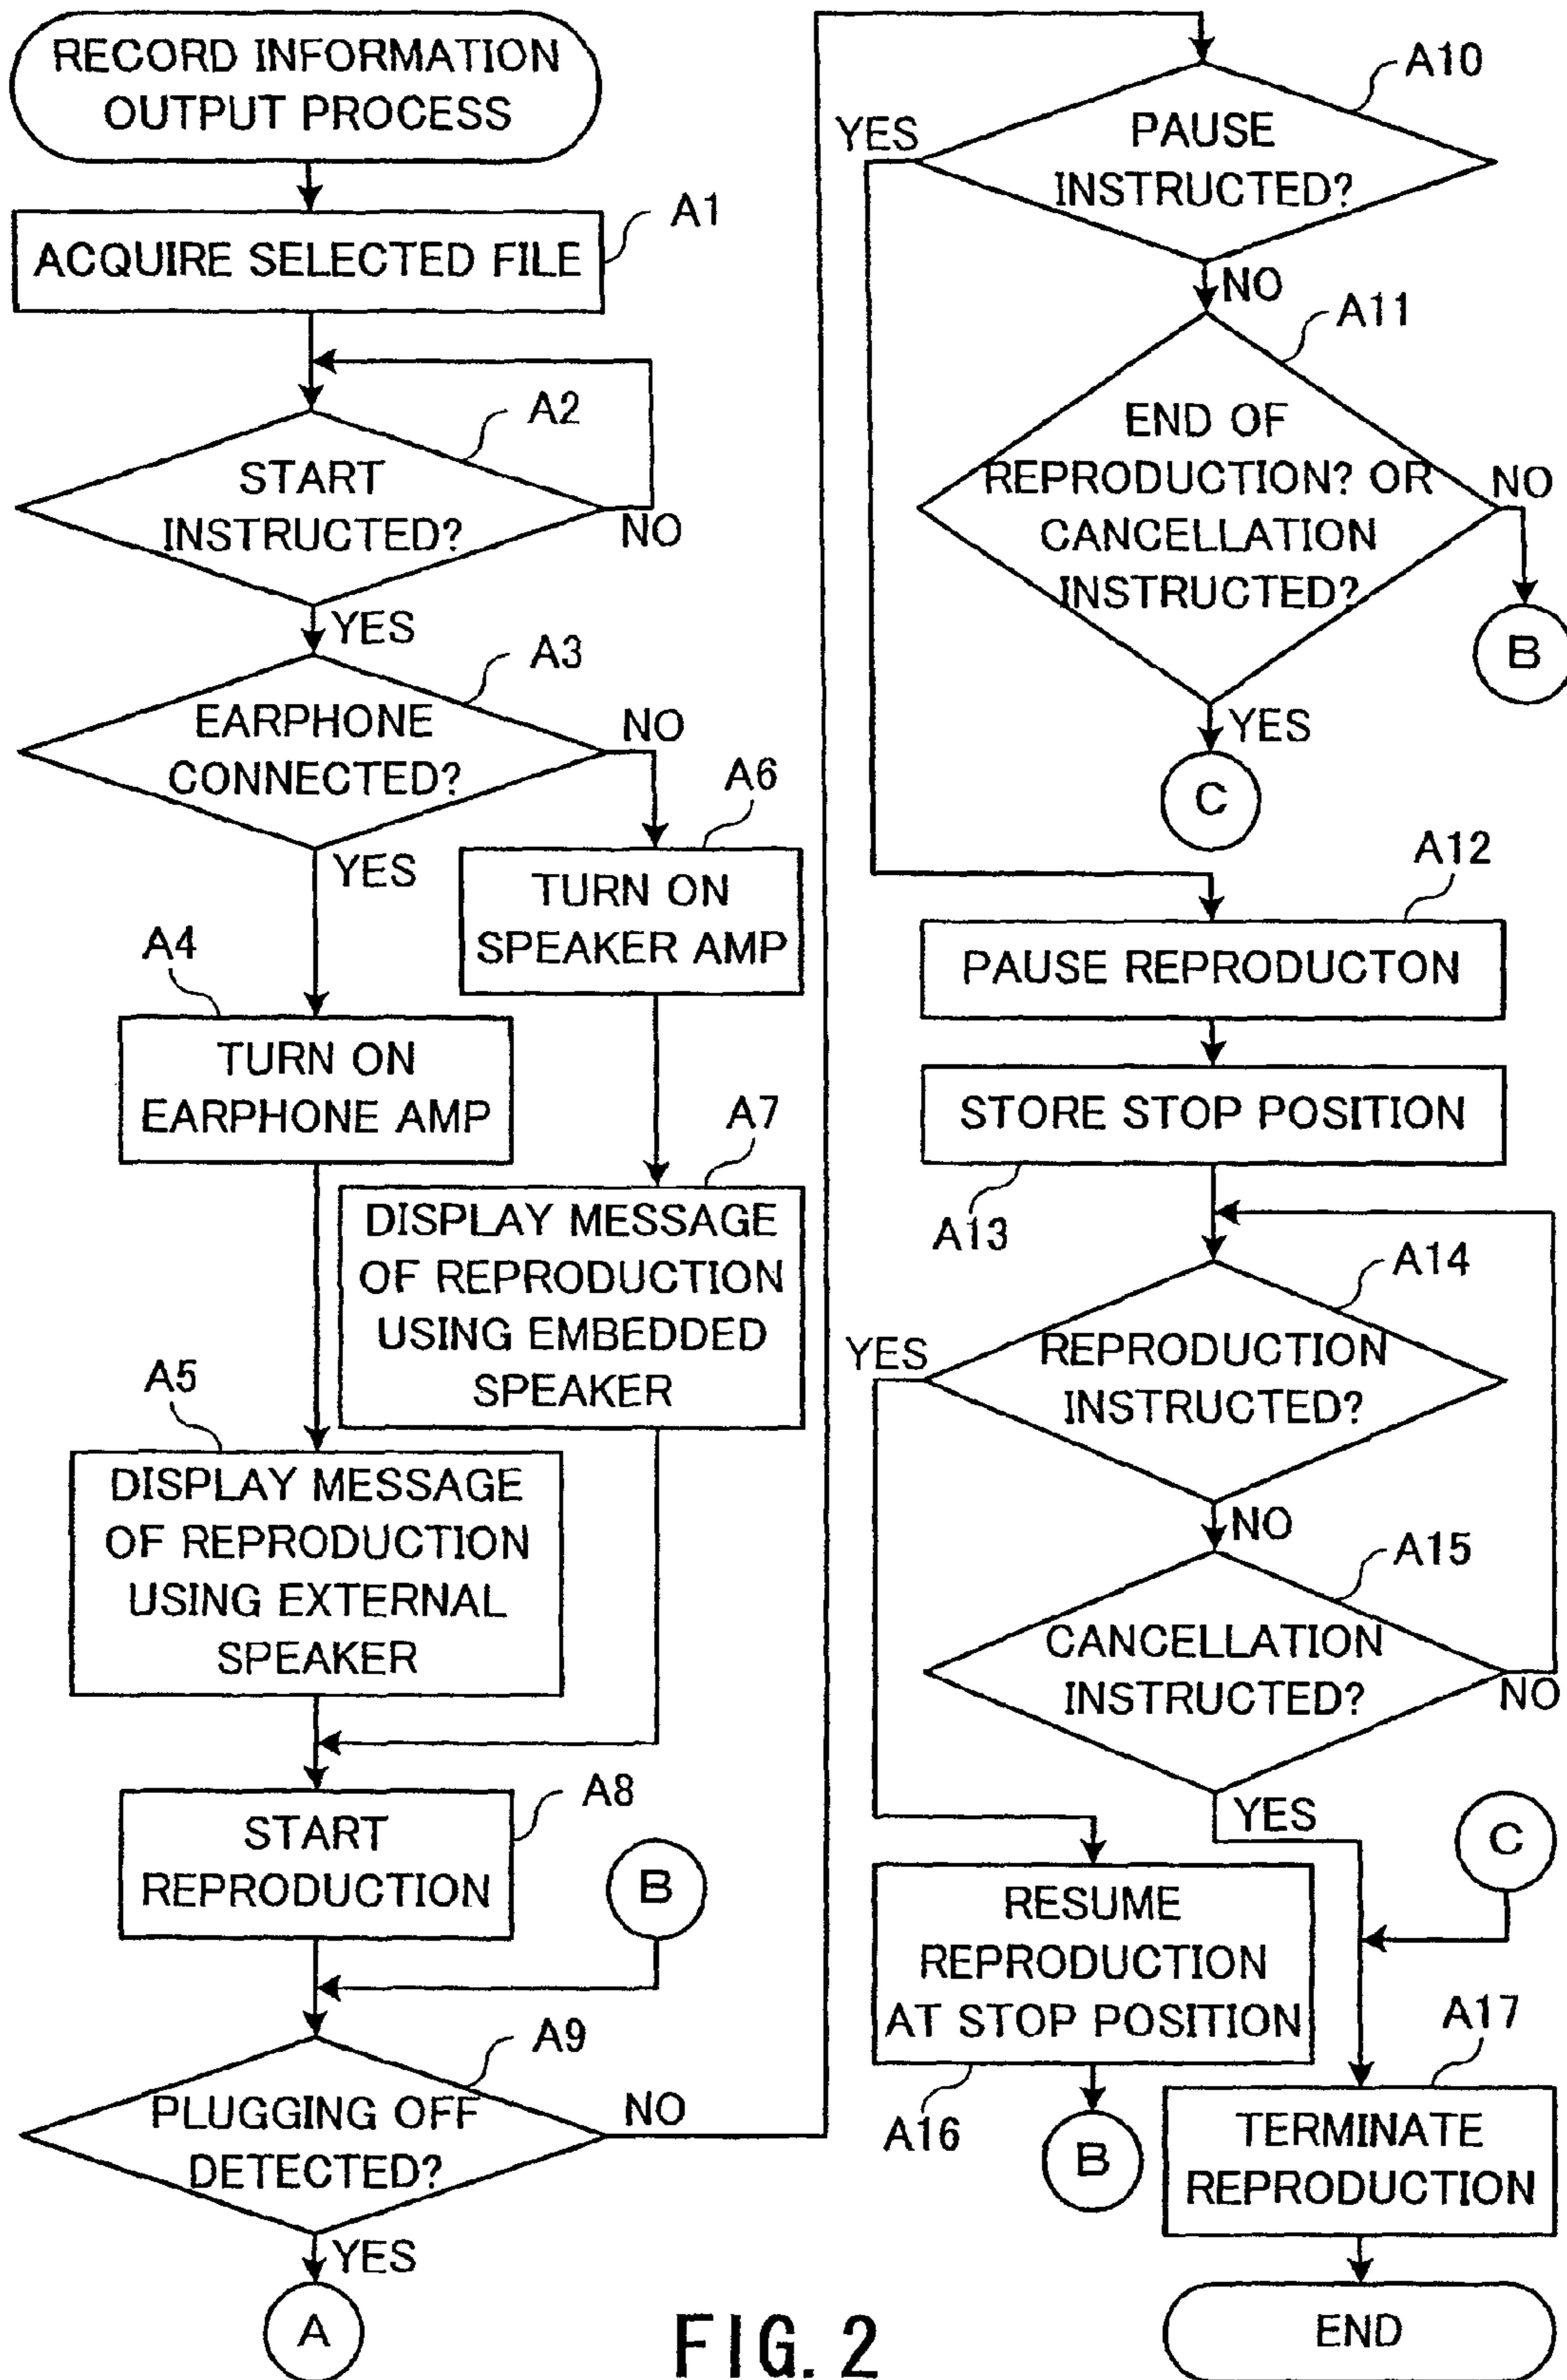 RECORD INFORMATION
OUTPUT PROCESS
ACQUIRE SELECTED FILE
A1
START
INSTRUCTED?
A2
NO
YES
EARPHONE
CONNECTED?
A3
NO
YES
A6
TURN ON
SPEAKER AMP
A4
TURN ON
EARPHONE AMP
A7
DISPLAY MESSAGE
OF REPRODUCTION
USING EMBEDDED
SPEAKER
A5
DISPLAY MESSAGE
OF REPRODUCTION
USING EXTERNAL
SPEAKER
A8
START
REPRODUCTION
B
A9
PLUGGING OFF
DETECTED?
NO
YES
A
A10
PAUSE
INSTRUCTED?
YES
NO
A11
END OF
REPRODUCTION? OR
CANCELLATION
INSTRUCTED?
NO
B
YES
C
A12
PAUSE REPRODUCTON
STORE STOP POSITION
A13
A14
REPRODUCTION
INSTRUCTED?
YES
NO
A15
CANCELLATION
INSTRUCTED?
NO
YES
C
RESUME
REPRODUCTION
AT STOP POSITION
A16
B
A17
TERMINATE
REPRODUCTION
END
FIG. 2